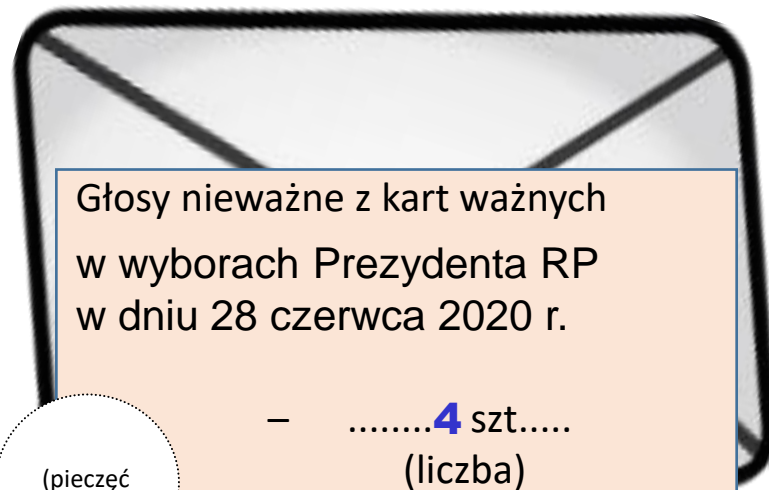 Głosy nieważne z kart ważnych
w wyborach Prezydenta RP
w dniu 28 czerwca 2020 r.
– ........4 szt.....
(liczba)
(pieczęć